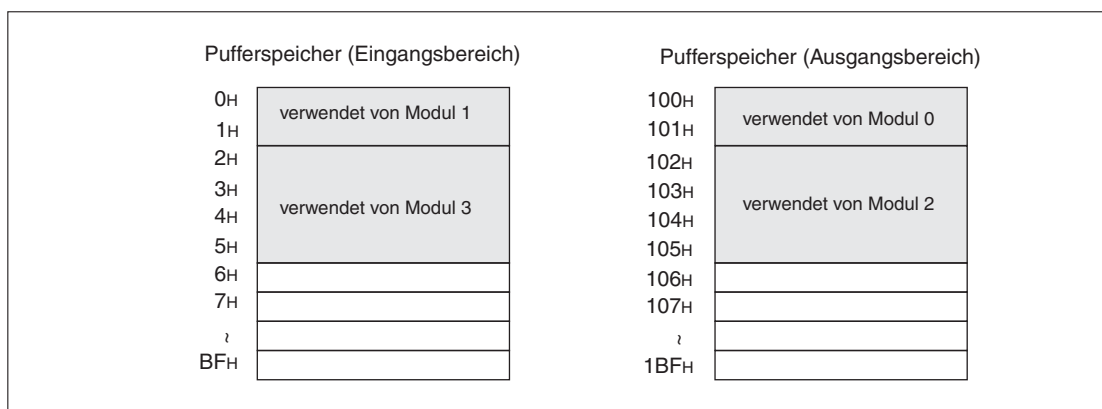 Pufferspeicher (Eingangsbereich)
0H
1H
verwendet von Modul 1
2H
3H
4H
5H
verwendet von Modul 3
6H
7H
~
BFH
Pufferspeicher (Ausgangsbereich)
100H
101H
verwendet von Modul 0
102H
103H
104H
105H
verwendet von Modul 2
106H
107H
~
1BFH